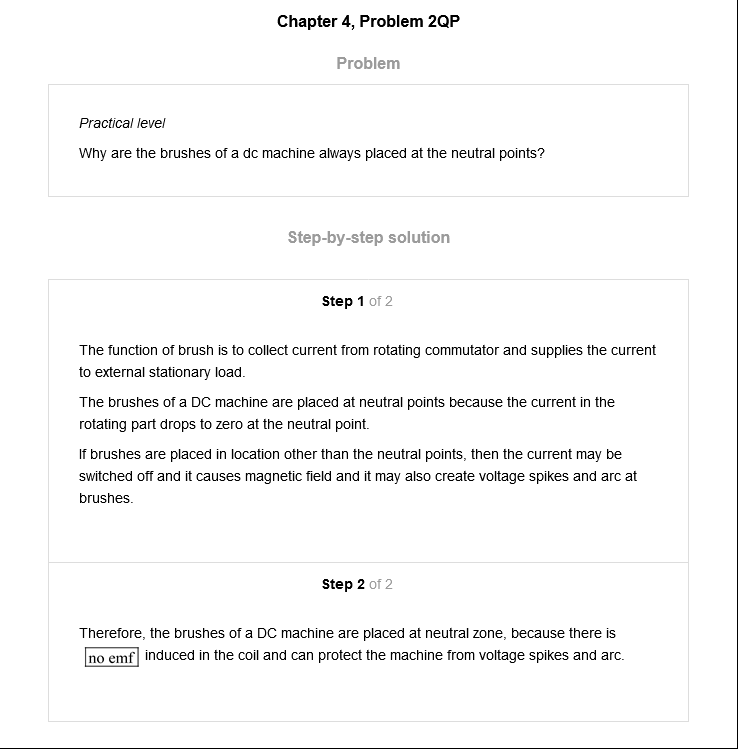 Chapter 4, Problem 2QP
Problem
Practical level
Why are the brushes of a dc machine always placed at the neutral points?
Step-by-step solution
Step 1 of 2
The function of brush is to collect current from rotating commutator and supplies the current
to external stationary load.
The brushes of a DC machine are placed at neutral points because the current in the
rotating part drops to zero at the neutral point.
If brushes are placed in location other than the neutral points, then the current may be
switched off and it causes magnetic field and it may also create voltage spikes and arc at
brushes.
Step 2 of 2
Therefore, the brushes of a DC machine are placed at neutral zone, because there is
no emf induced in the coil and can protect the machine from voltage spikes and arc.